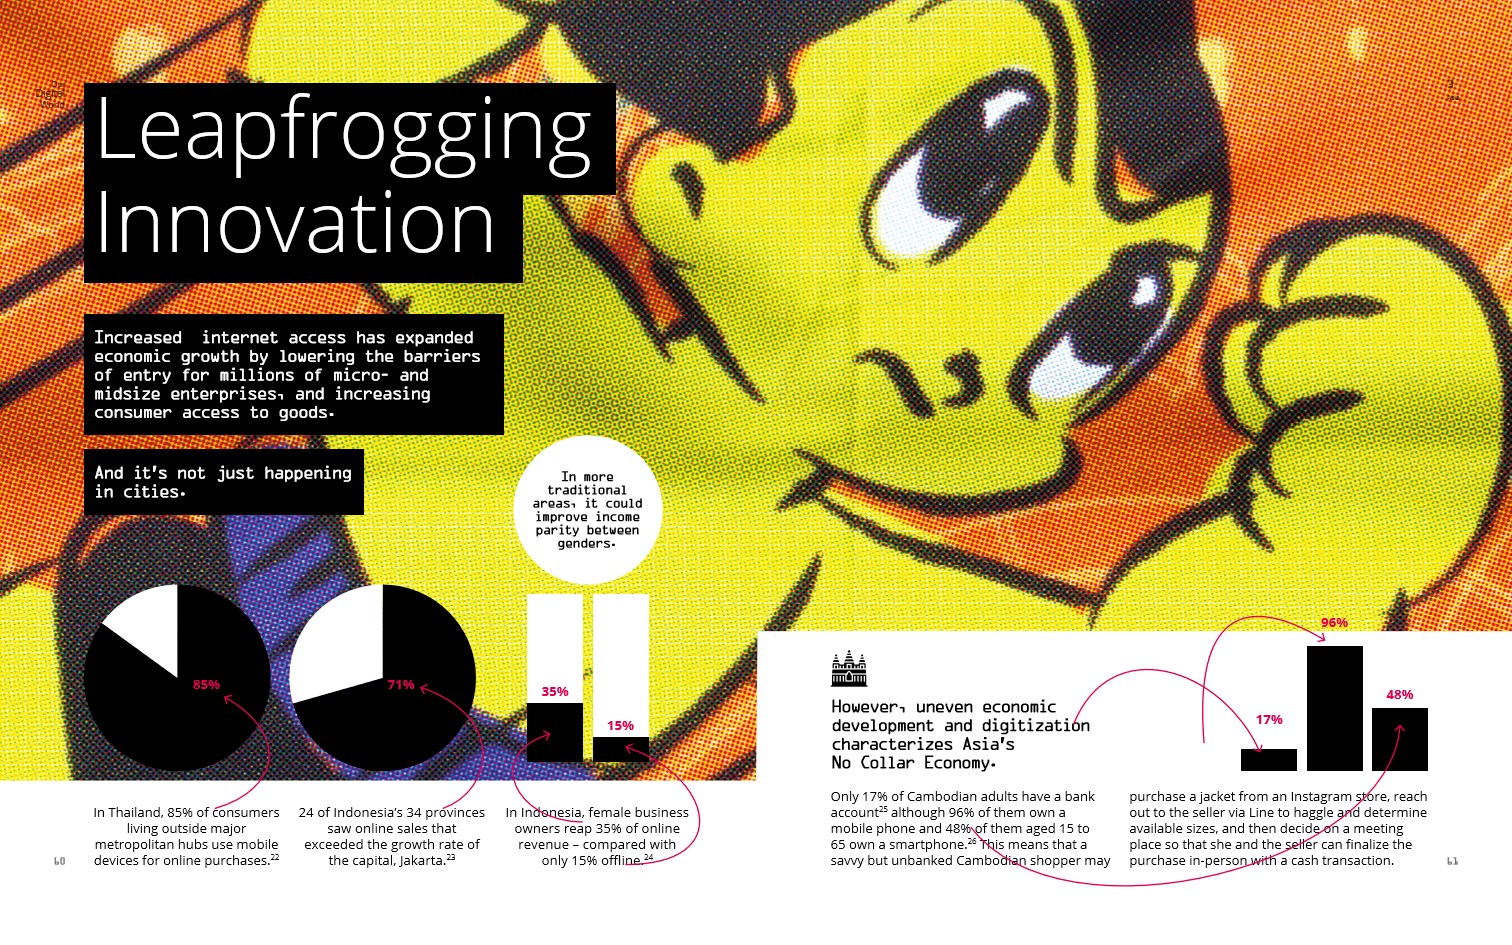 Digital
World
Leapfrogging
Innovation
Increased  internet access has expanded
economic growth by lowering the barriers
of entry for millions of micro- and
midsize enterprises, and increasing
consumer access to goods.
And it's not just happening
in cities.
In more
traditional
areas, it could
improve income
parity between
genders.
85%
71%
35%
15%
In Thailand, 85% of consumers
living outside major
metropolitan hubs use mobile
devices for online purchases.²²
24 of Indonesia’s 34 provinces
saw online sales that
exceeded the growth rate of
the capital, Jakarta.²³
In Indonesia, female business
owners reap 35% of online
revenue – compared with
only 15% offline.²⁴
60
However, uneven economic
development and digitization
characterizes Asia's
No Collar Economy.
17%
96%
48%
Only 17% of Cambodian adults have a bank
account²⁵ although 96% of them own a
mobile phone and 48% of them aged 15 to
65 own a smartphone.²⁶ This means that a
savvy but unbanked Cambodian shopper may
purchase a jacket from an Instagram store, reach
out to the seller via Line to haggle and determine
available sizes, and then decide on a meeting
place so that she and the seller can finalize the
purchase in-person with a cash transaction.
61